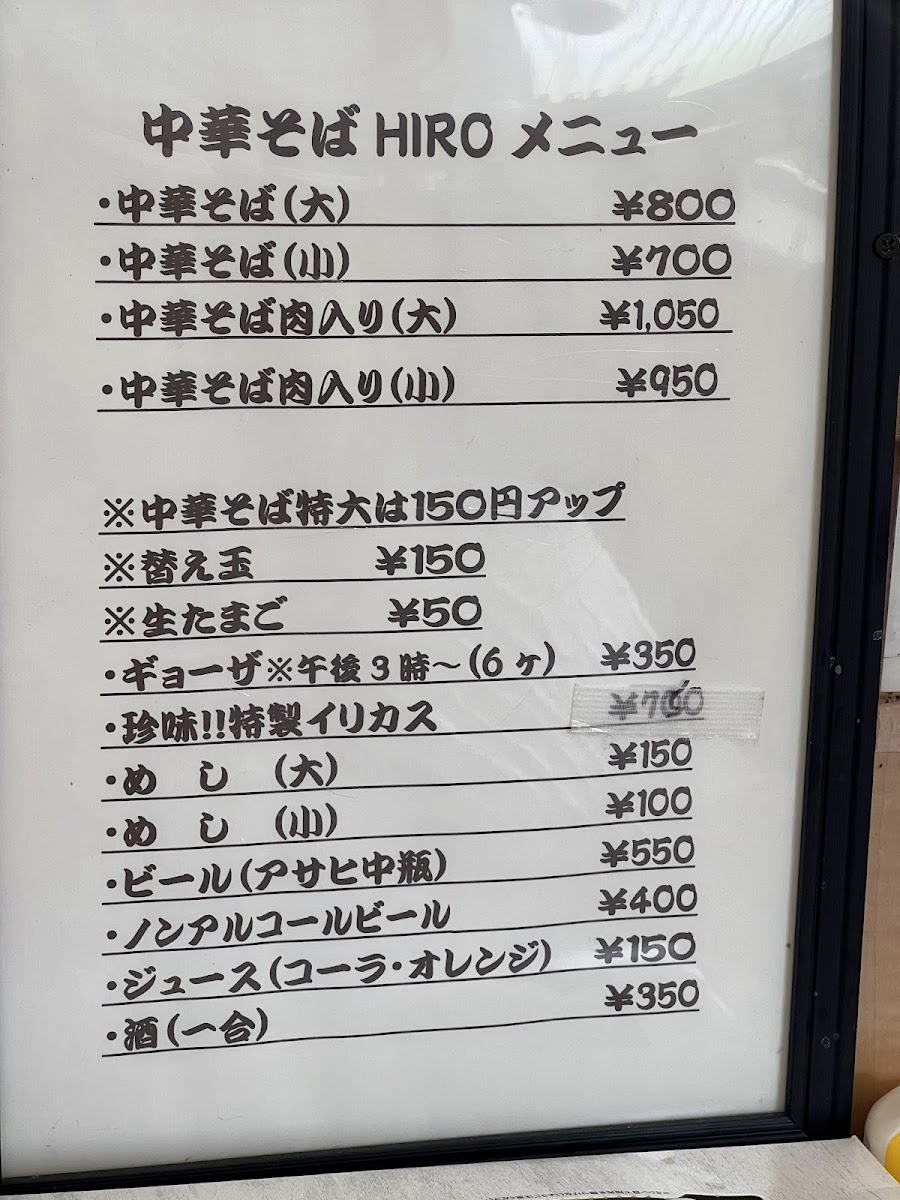 中華そば HIRO メニュー
・中華そば(大) ¥800
・中華そば(小) ¥700
・中華そば肉入り(大) ¥1,050
・中華そば肉入り(小) ¥950
※中華そば特大は150円アップ
※替え玉 ¥150
※生たまご ¥50
・ギョーザ※午後3時～(6ヶ) ¥350
・珍味!!特製イリカス
・め し (大) ¥150
・め し (小) ¥100
・ビール(アサヒ中瓶) ¥550
・ノンアルコールビール ¥400
・ジュース(コーラ・オレンジ) ¥150
・酒(一合) ¥350